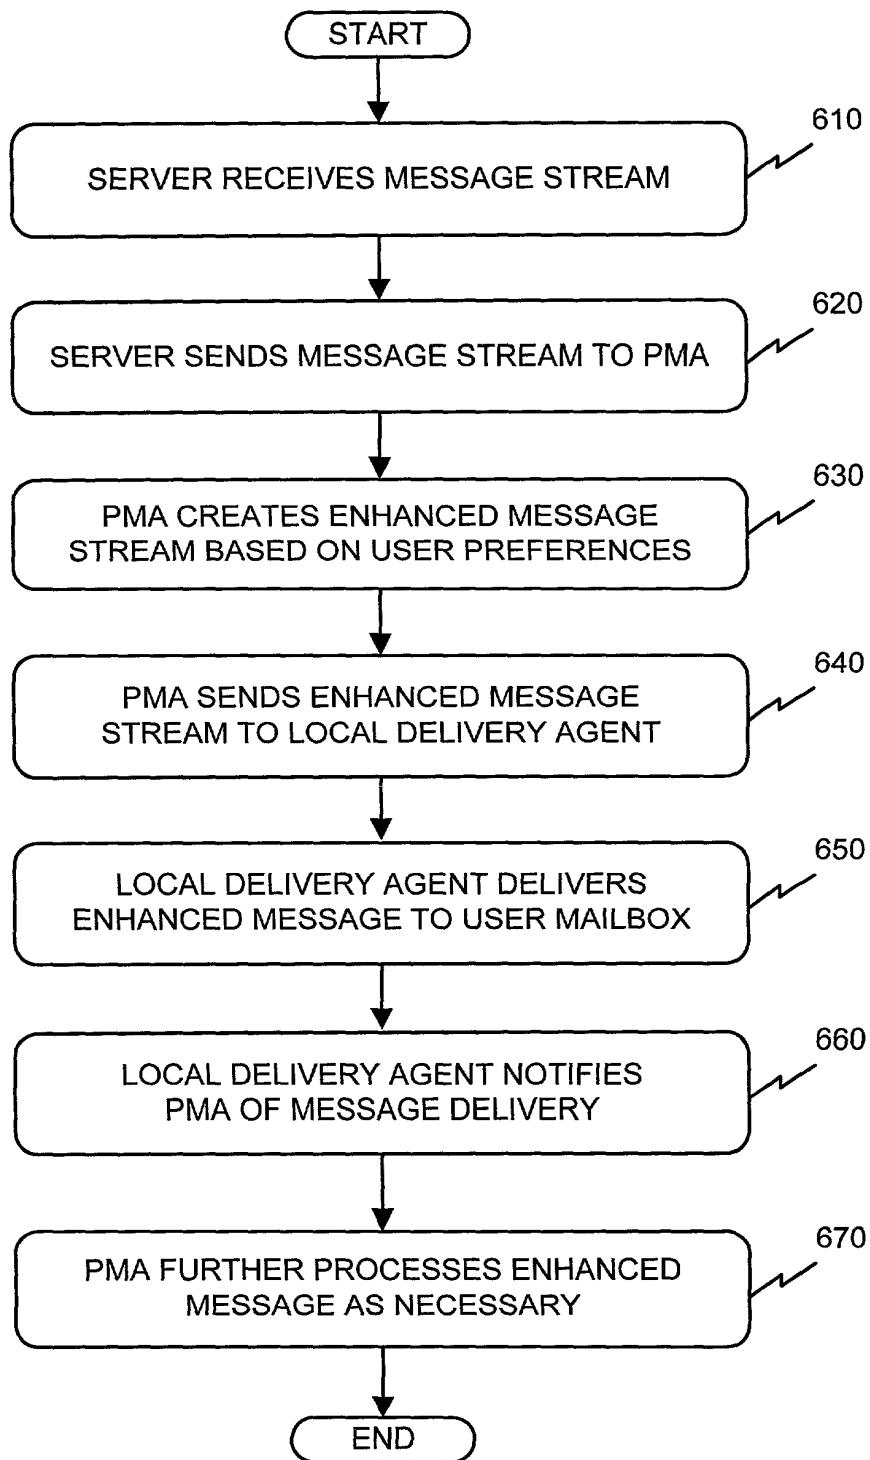 START
610
SERVER RECEIVES MESSAGE STREAM
620
SERVER SENDS MESSAGE STREAM TO PMA
630
PMA CREATES ENHANCED MESSAGE
STREAM BASED ON USER PREFERENCES
640
PMA SENDS ENHANCED MESSAGE
STREAM TO LOCAL DELIVERY AGENT
650
LOCAL DELIVERY AGENT DELIVERS
ENHANCED MESSAGE TO USER MAILBOX
660
LOCAL DELIVERY AGENT NOTIFIES
PMA OF MESSAGE DELIVERY
670
PMA FURTHER PROCESSES ENHANCED
MESSAGE AS NECESSARY
END